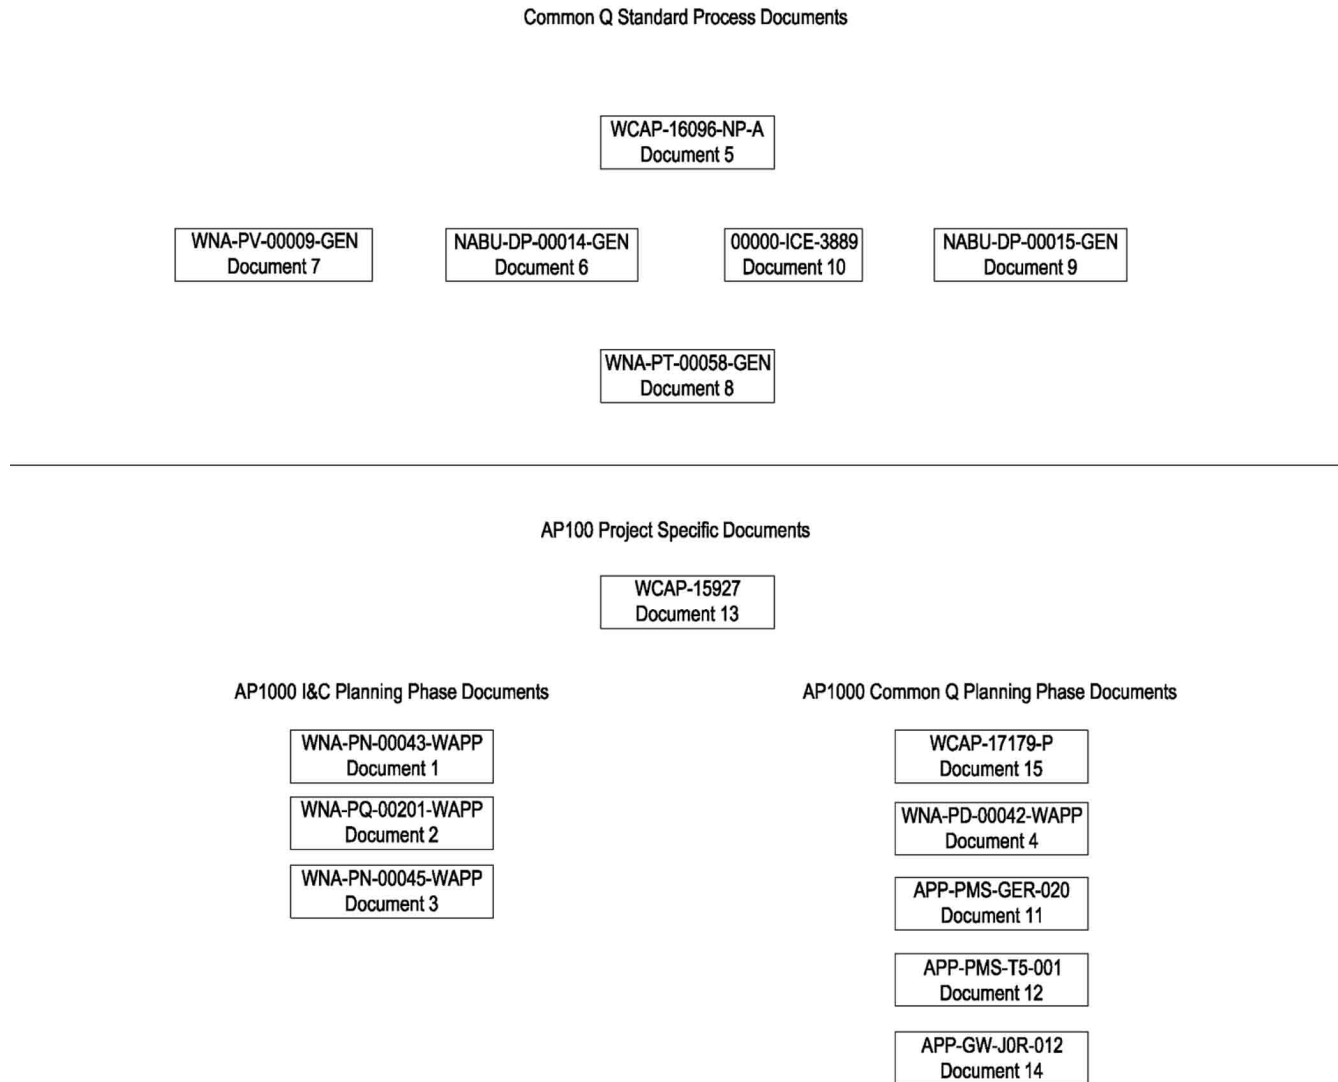 Common Q Standard Process Documents
WCAP-16096-NP-A
Document 5
WNA-PV-00009-GEN
Document 7
NABU-DP-00014-GEN
Document 6
00000-ICE-3889
Document 10
NABU-DP-00015-GEN
Document 9
WNA-PT-00058-GEN
Document 8
AP100 Project Specific Documents
WCAP-15927
Document 13
AP1000 I&C Planning Phase Documents
WNA-PN-00043-WAPP
Document 1
WNA-PQ-00201-WAPP
Document 2
WNA-PN-00045-WAPP
Document 3
AP1000 Common Q Planning Phase Documents
WCAP-17179-P
Document 15
WNA-PD-00042-WAPP
Document 4
APP-PMS-GER-020
Document 11
APP-PMS-T5-001
Document 12
APP-GW-J0R-012
Document 14